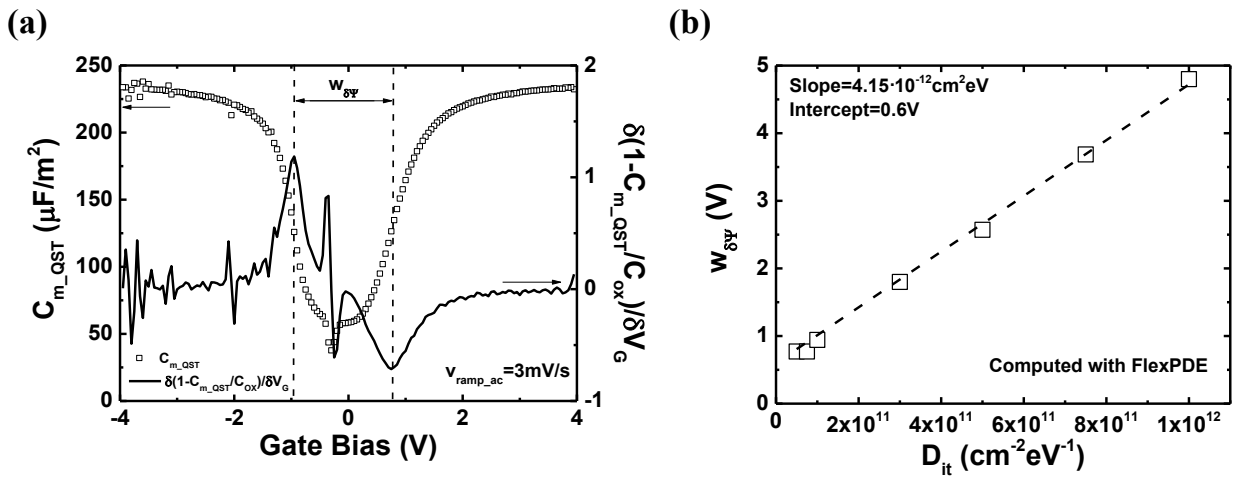 (a)
250
200
150
100
50
0
C_m_QST (μF/m²)
-4
-2
0
2
4
Gate Bias (V)
2
1
0
-1
δ(1-C_m_QST/C_ox)/δV_G
w_δΨ
C_m_QST
δ(1-C_m_QST/C_OX)/δV_G
v_ramp_ac=3mV/s
(b)
5
4
3
2
1
0
w_δΨ (V)
Slope=4.15·10⁻¹²cm²eV
Intercept=0.6V
Computed with FlexPDE
2x10¹¹
4x10¹¹
6x10¹¹
8x10¹¹
1x10¹²
D_it (cm⁻²eV⁻¹)